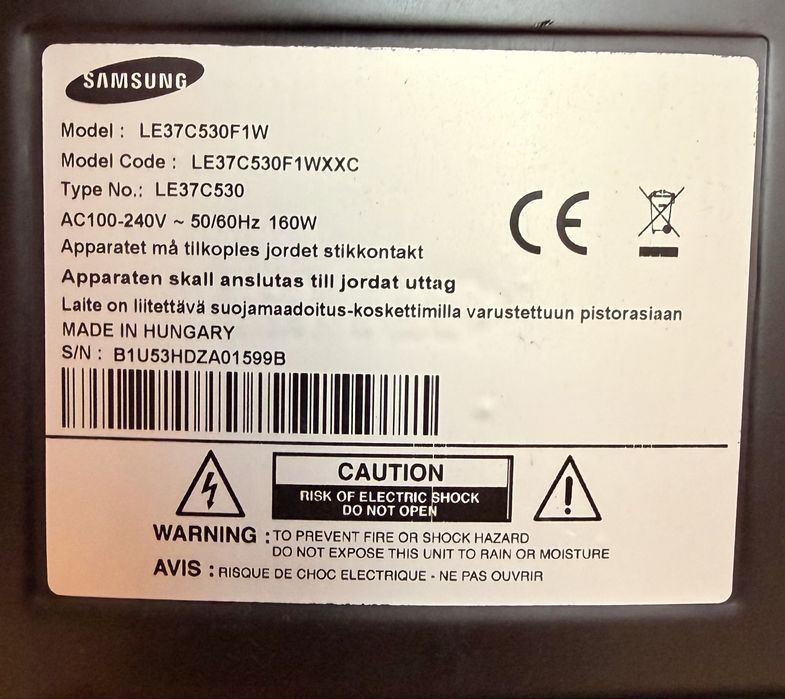 SAMSUNG
Model : LE37C530F1W
Model Code : LE37C530F1WXXC
Type No.: LE37C530
AC100-240V ~ 50/60Hz 160W
Apparatet må tilkoples jordet stikkontakt
Apparaten skall anslutas till jordat uttag
Laite on liitettävä suojamaadoitus-koskettimilla varustettuun pistorasiaan
MADE IN HUNGARY
S/N : B1U53HDZA01599B
CE
CAUTION
RISK OF ELECTRIC SHOCK
DO NOT OPEN
WARNING : TO PREVENT FIRE OR SHOCK HAZARD
DO NOT EXPOSE THIS UNIT TO RAIN OR MOISTURE
AVIS : RISQUE DE CHOC ELECTRIQUE - NE PAS OUVRIR